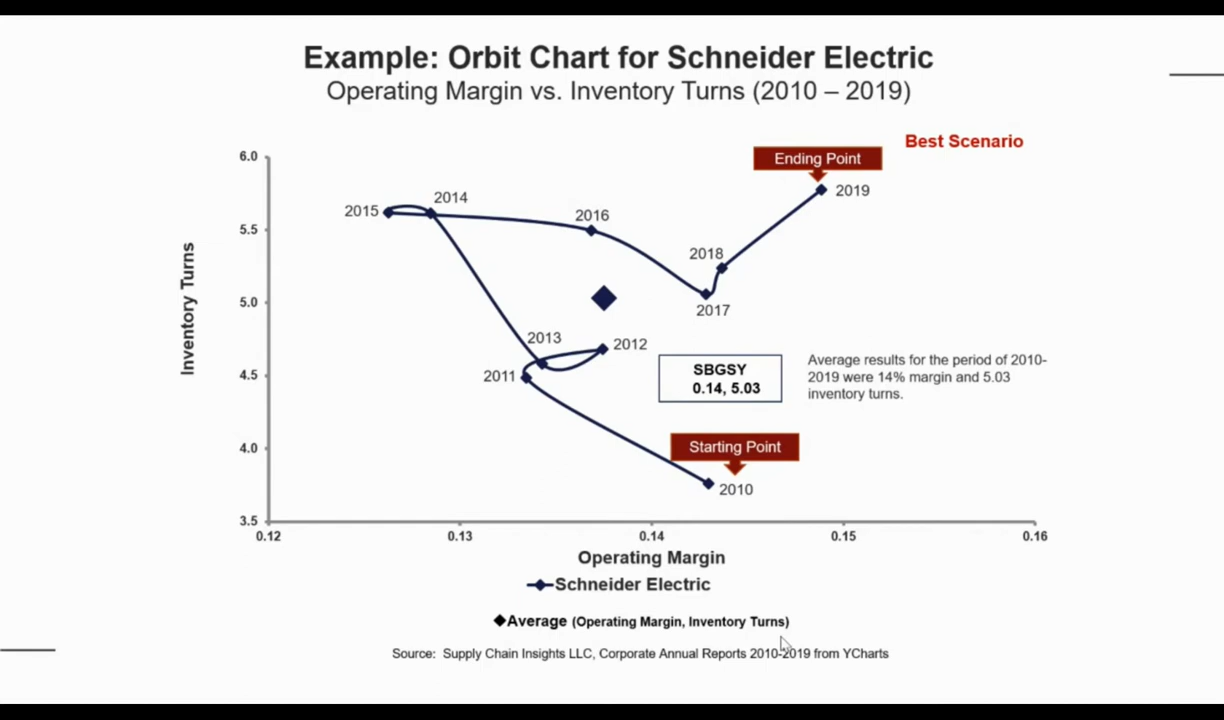 Example: Orbit Chart for Schneider Electric
Operating Margin vs. Inventory Turns (2010 – 2019)
Best Scenario
6.0
Ending Point
2019
2014
2015
2016
5.5
2018
Inventory Turns
5.0
2017
2013
2012
Average results for the period of 2010-
2019 were 14% margin and 5.03
inventory turns.
SBGSY
0.14, 5.03
4.5
2011
4.0
Starting Point
2010
3.5
0.12
0.13
0.14
0.15
0.16
Operating Margin
Schneider Electric
Average (Operating Margin, Inventory Turns)
Source: Supply Chain Insights LLC, Corporate Annual Reports 2010-2019 from YCharts